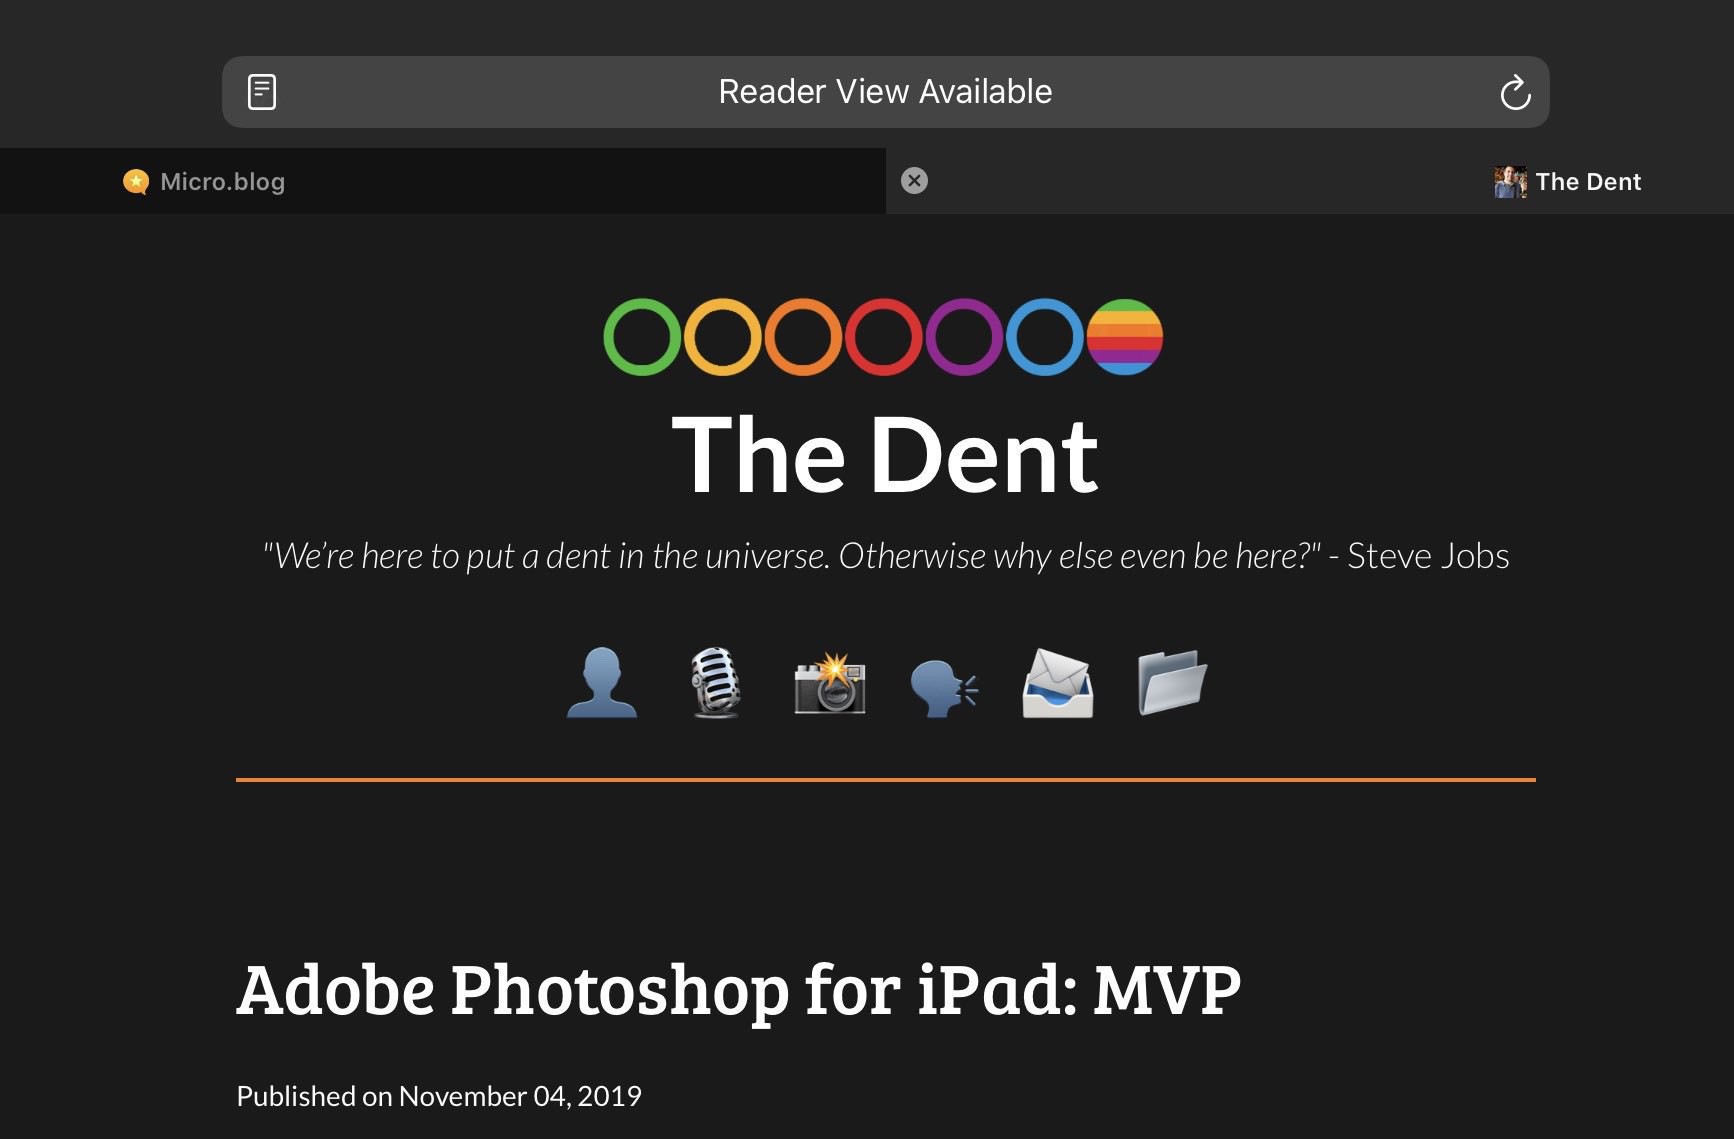 Reader View Available
Micro.blog
The Dent
The Dent
"We’re here to put a dent in the universe. Otherwise why else even be here?" - Steve Jobs
Adobe Photoshop for iPad: MVP
Published on November 04, 2019